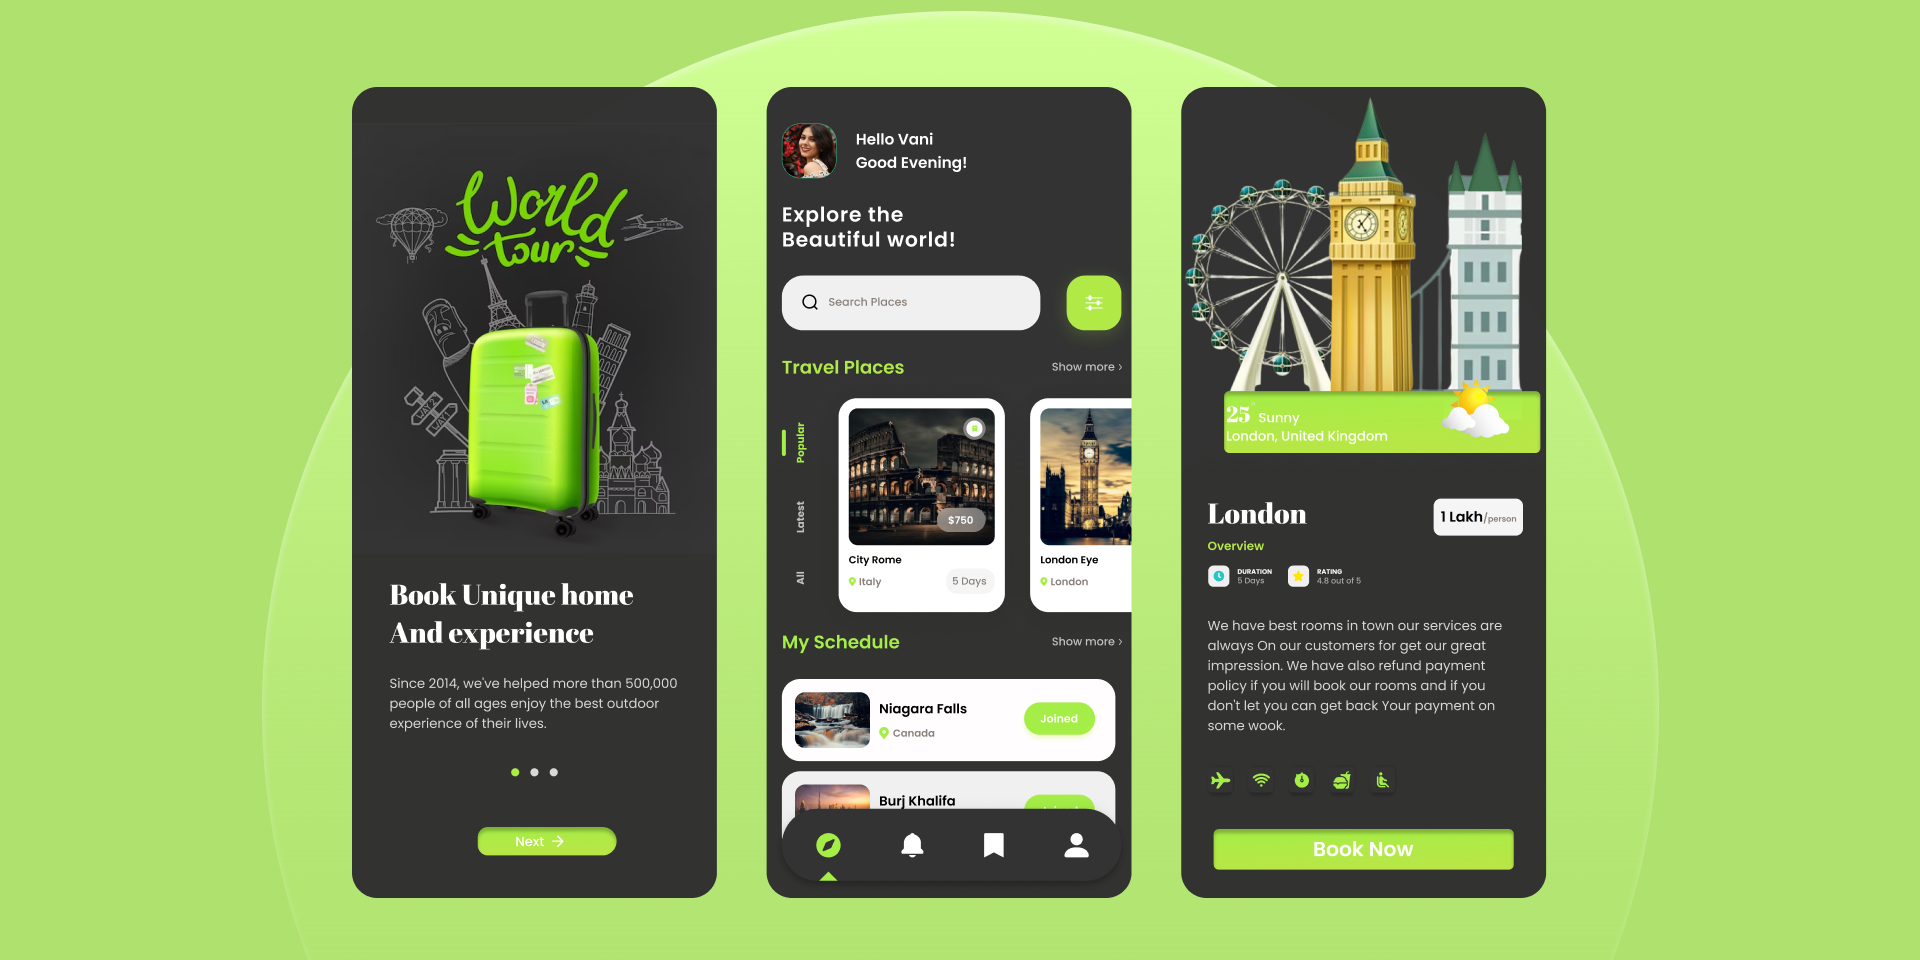 World
tour
WAY 2
Book Unique home
And experience
Since 2014, we've helped more than 500,000
people of all ages enjoy the best outdoor
experience of their lives.
Next
Hello Vani
Good Evening!
Explore the
Beautiful world!
Search Places
Travel Places
Show more ›
Popular
Latest
All
$750
City Rome
Italy
5 Days
London Eye
London
My Schedule
Show more ›
Niagara Falls
Canada
Joined
Burj Khalifa
25°
Sunny
London, United Kingdom
London
1 Lakh/person
Overview
DURATION
5 Days
RATING
4.8 out of 5
We have best rooms in town our services are
always On our customers for get our great
impression. We have also refund payment
policy if you will book our rooms and if you
don't let you can get back Your payment on
some wook.
Book Now